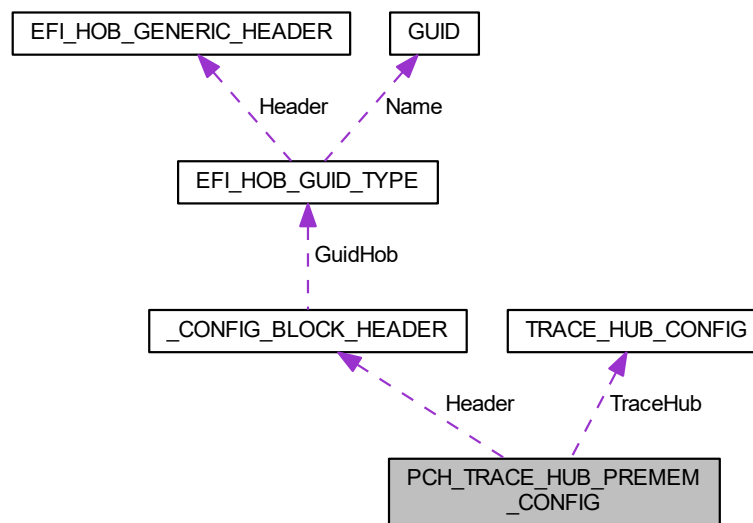 EFI_HOB_GENERIC_HEADER
GUID
Header
Name
EFI_HOB_GUID_TYPE
GuidHob
_CONFIG_BLOCK_HEADER
TRACE_HUB_CONFIG
Header
TraceHub
PCH_TRACE_HUB_PREMEM
_CONFIG